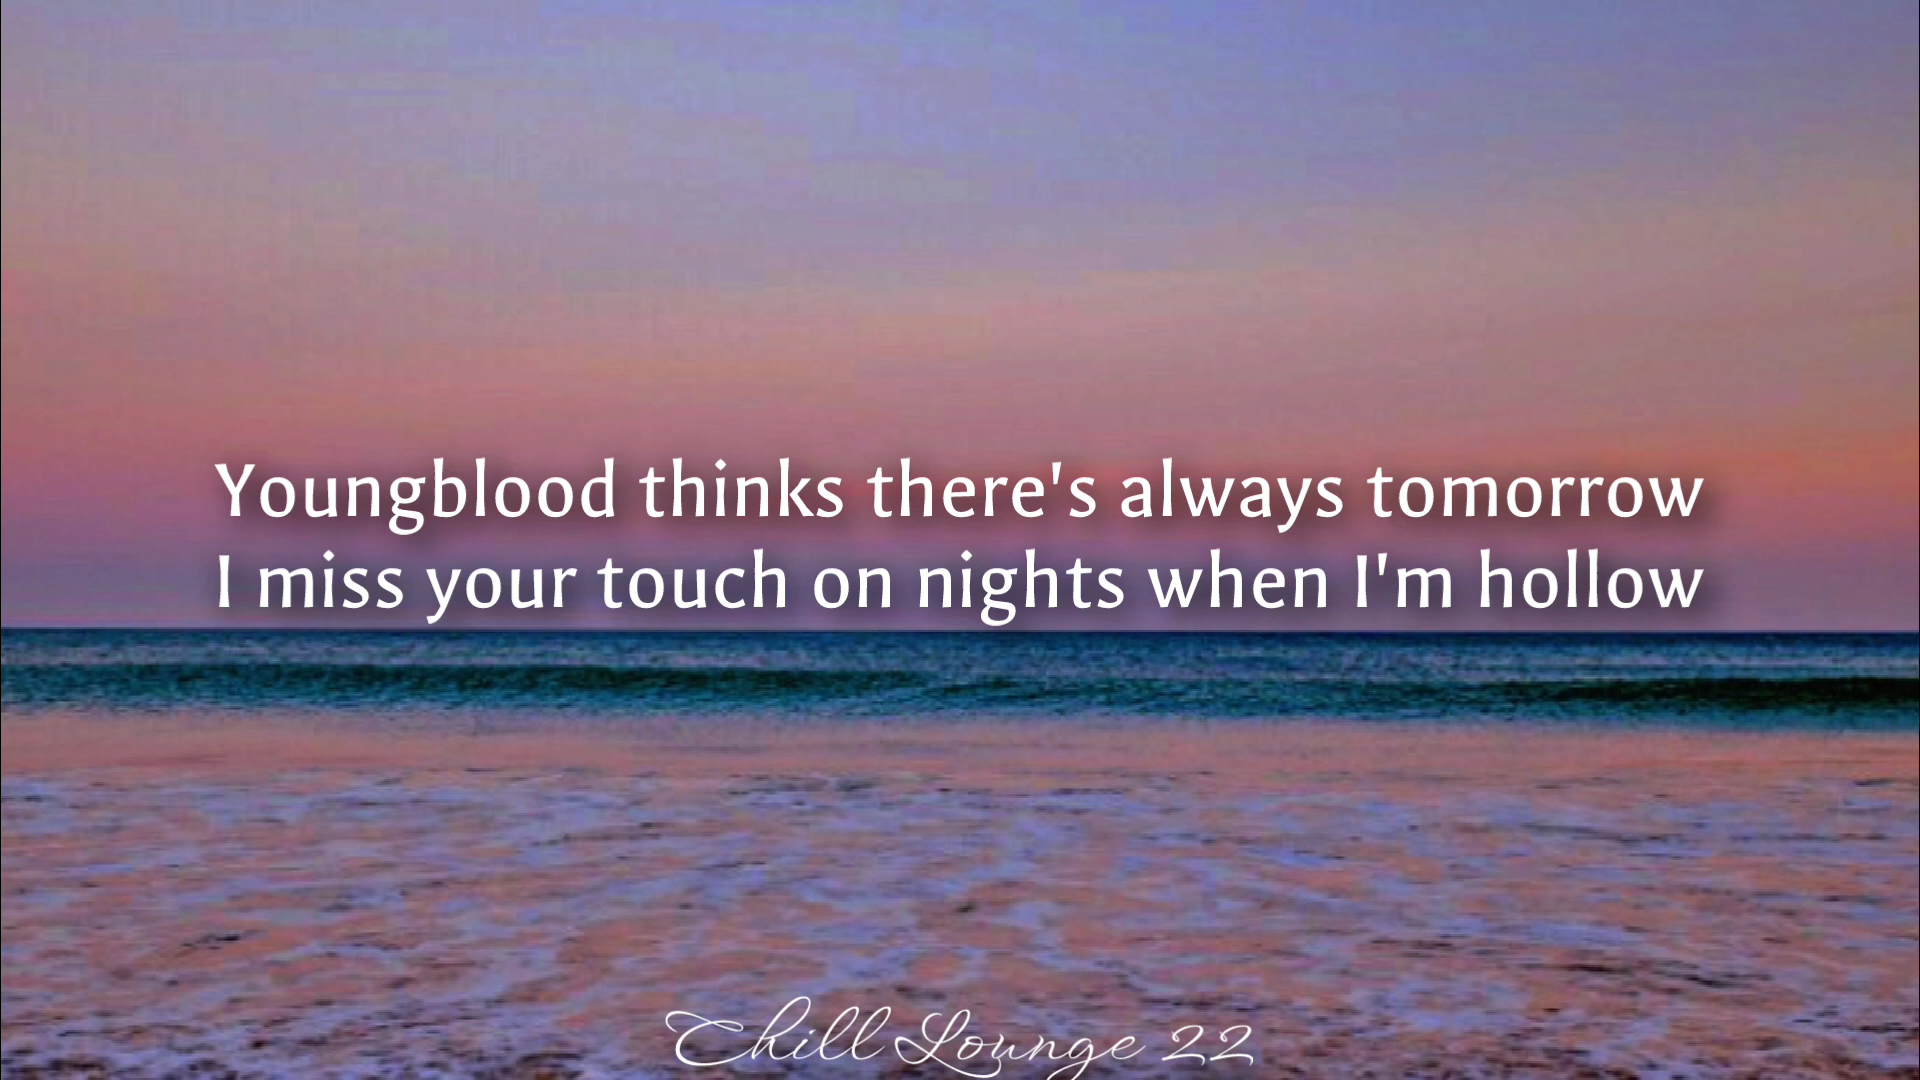 Youngblood thinks there's always tomorrow
I miss your touch on nights when I'm hollow
Chill Lounge 22